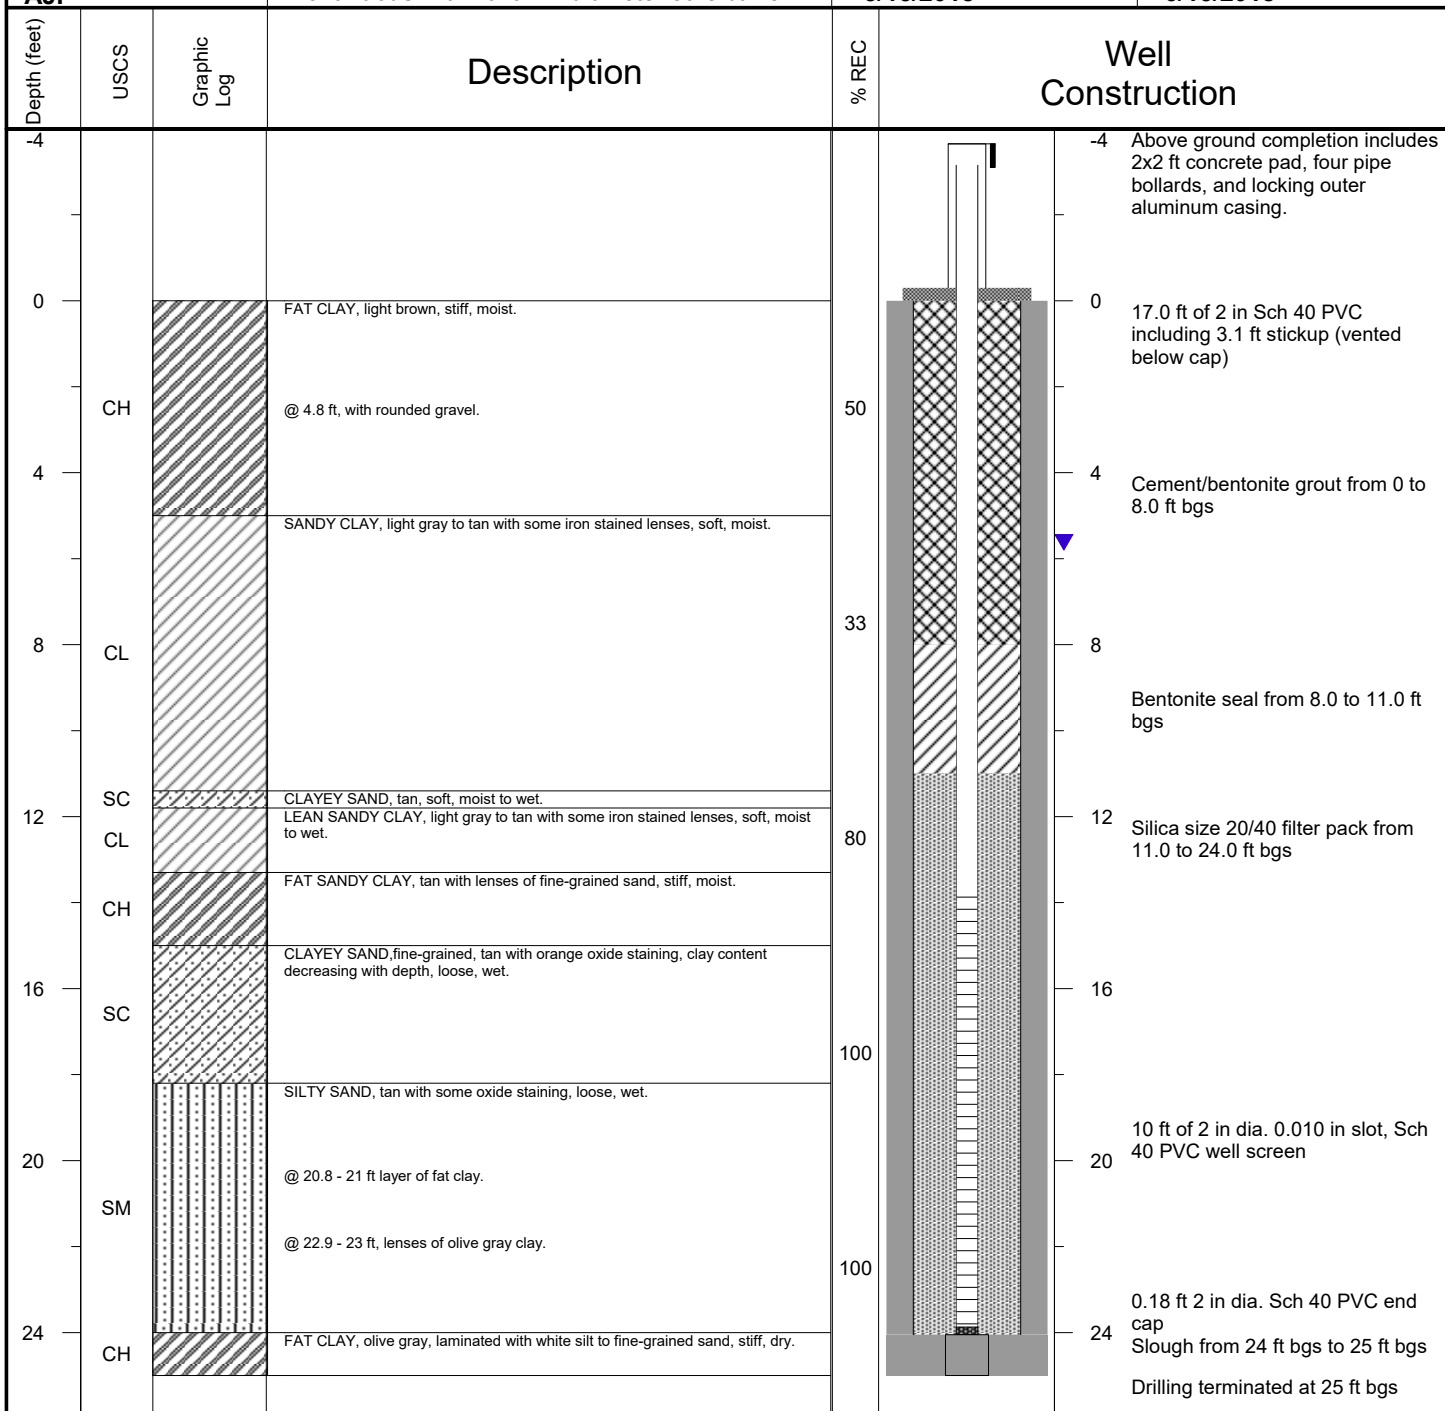 Depth (feet)
USCS
Graphic
Log
Description
% REC
Well
Construction
-4
-4
Above ground completion includes
2x2 ft concrete pad, four pipe
bollards, and locking outer
aluminum casing.
0
FAT CLAY, light brown, stiff, moist.
0
17.0 ft of 2 in Sch 40 PVC
including 3.1 ft stickup (vented
below cap)
CH
@ 4.8 ft, with rounded gravel.
50
4
4
Cement/bentonite grout from 0 to
8.0 ft bgs
SANDY CLAY, light gray to tan with some iron stained lenses, soft, moist.
33
8
CL
8
Bentonite seal from 8.0 to 11.0 ft
bgs
SC
CLAYEY SAND, tan, soft, moist to wet.
12
LEAN SANDY CLAY, light gray to tan with some iron stained lenses, soft, moist
to wet.
CL
80
12
Silica size 20/40 filter pack from
11.0 to 24.0 ft bgs
CH
FAT SANDY CLAY, tan with lenses of fine-grained sand, stiff, moist.
CLAYEY SAND,fine-grained, tan with orange oxide staining, clay content
decreasing with depth, loose, wet.
16
16
SC
100
SILTY SAND, tan with some oxide staining, loose, wet.
10 ft of 2 in dia. 0.010 in slot, Sch
40 PVC well screen
20
20
@ 20.8 - 21 ft layer of fat clay.
SM
@ 22.9 - 23 ft, lenses of olive gray clay.
100
0.18 ft 2 in dia. Sch 40 PVC end
cap
24
24
Slough from 24 ft bgs to 25 ft bgs
CH
FAT CLAY, olive gray, laminated with white silt to fine-grained sand, stiff, dry.
Drilling terminated at 25 ft bgs